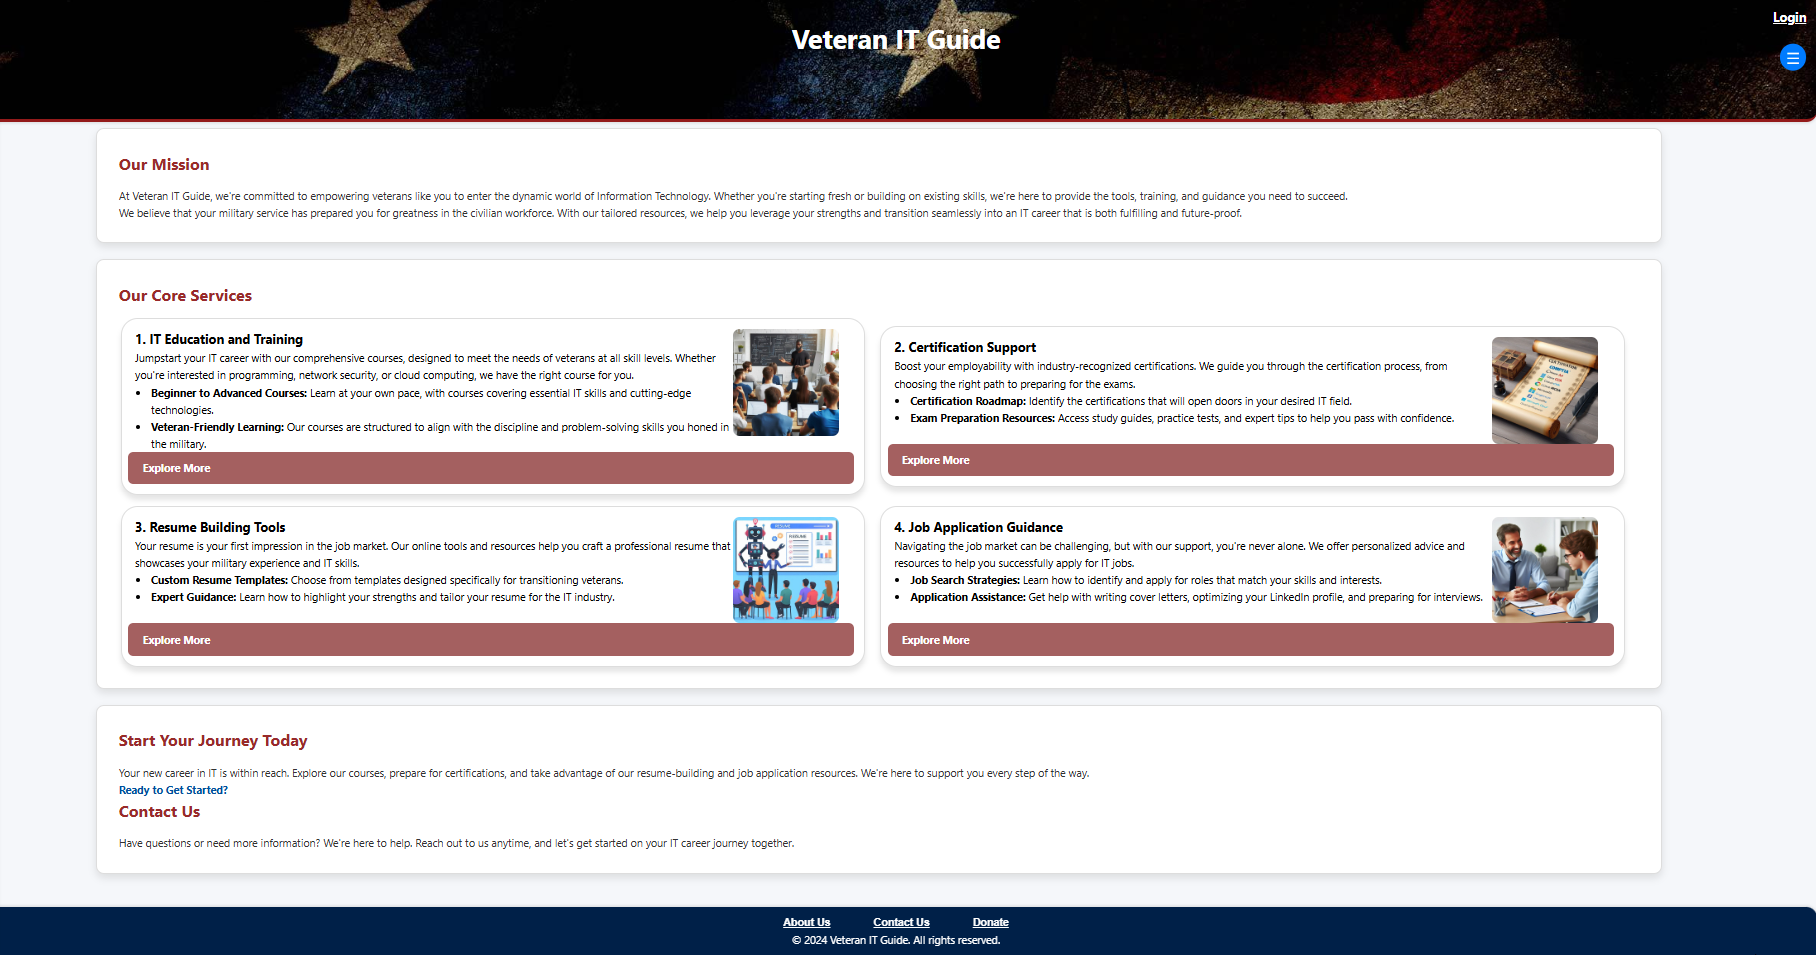 Login
Veteran IT Guide
Our Mission
At Veteran IT Guide, we're committed to empowering veterans like you to enter the dynamic world of Information Technology. Whether you're starting fresh or building on existing skills, we're here to provide the tools, training, and guidance you need to succeed.
We believe that your military service has prepared you for greatness in the civilian workforce. With our tailored resources, we help you leverage your strengths and transition seamlessly into an IT career that is both fulfilling and future-proof.
Our Core Services
1. IT Education and Training
Jumpstart your IT career with our comprehensive courses, designed to meet the needs of veterans at all skill levels. Whether
you're interested in programming, network security, or cloud computing, we have the right course for you.
• Beginner to Advanced Courses: Learn at your own pace, with courses covering essential IT skills and cutting-edge
technologies.
• Veteran-Friendly Learning: Our courses are structured to align with the discipline and problem-solving skills you honed in
the military.
Explore More
2. Certification Support
Boost your employability with industry-recognized certifications. We guide you through the certification process, from
choosing the right path to preparing for the exams.
• Certification Roadmap: Identify the certifications that will open doors in your desired IT field.
• Exam Preparation Resources: Access study guides, practice tests, and expert tips to help you pass with confidence.
Explore More
3. Resume Building Tools
Your resume is your first impression in the job market. Our online tools and resources help you craft a professional resume that
showcases your military experience and IT skills.
• Custom Resume Templates: Choose from templates designed specifically for transitioning veterans.
• Expert Guidance: Learn how to highlight your strengths and tailor your resume for the IT industry.
Explore More
4. Job Application Guidance
Navigating the job market can be challenging, but with our support, you're never alone. We offer personalized advice and
resources to help you successfully apply for IT jobs.
• Job Search Strategies: Learn how to identify and apply for roles that match your skills and interests.
• Application Assistance: Get help with writing cover letters, optimizing your LinkedIn profile, and preparing for interviews.
Explore More
Start Your Journey Today
Your new career in IT is within reach. Explore our courses, prepare for certifications, and take advantage of our resume-building and job application resources. We're here to support you every step of the way.
Ready to Get Started?
Contact Us
Have questions or need more information? We're here to help. Reach out to us anytime, and let's get started on your IT career journey together.
About Us Contact Us Donate
© 2024 Veteran IT Guide. All rights reserved.